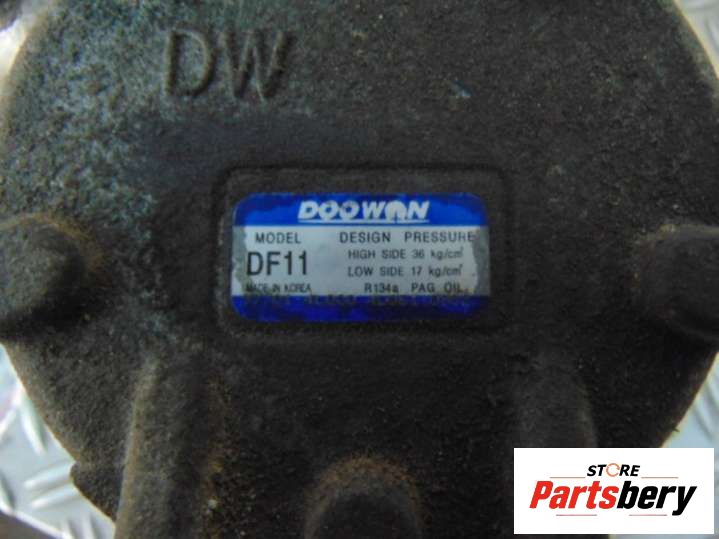 DW
DOOWON
MODEL DESIGN PRESSURE
DF11 HIGH SIDE 36 kg/cm²
LOW SIDE 17 kg/cm²
MADE IN KOREA R134a PAG OIL
STORE
Partsbery